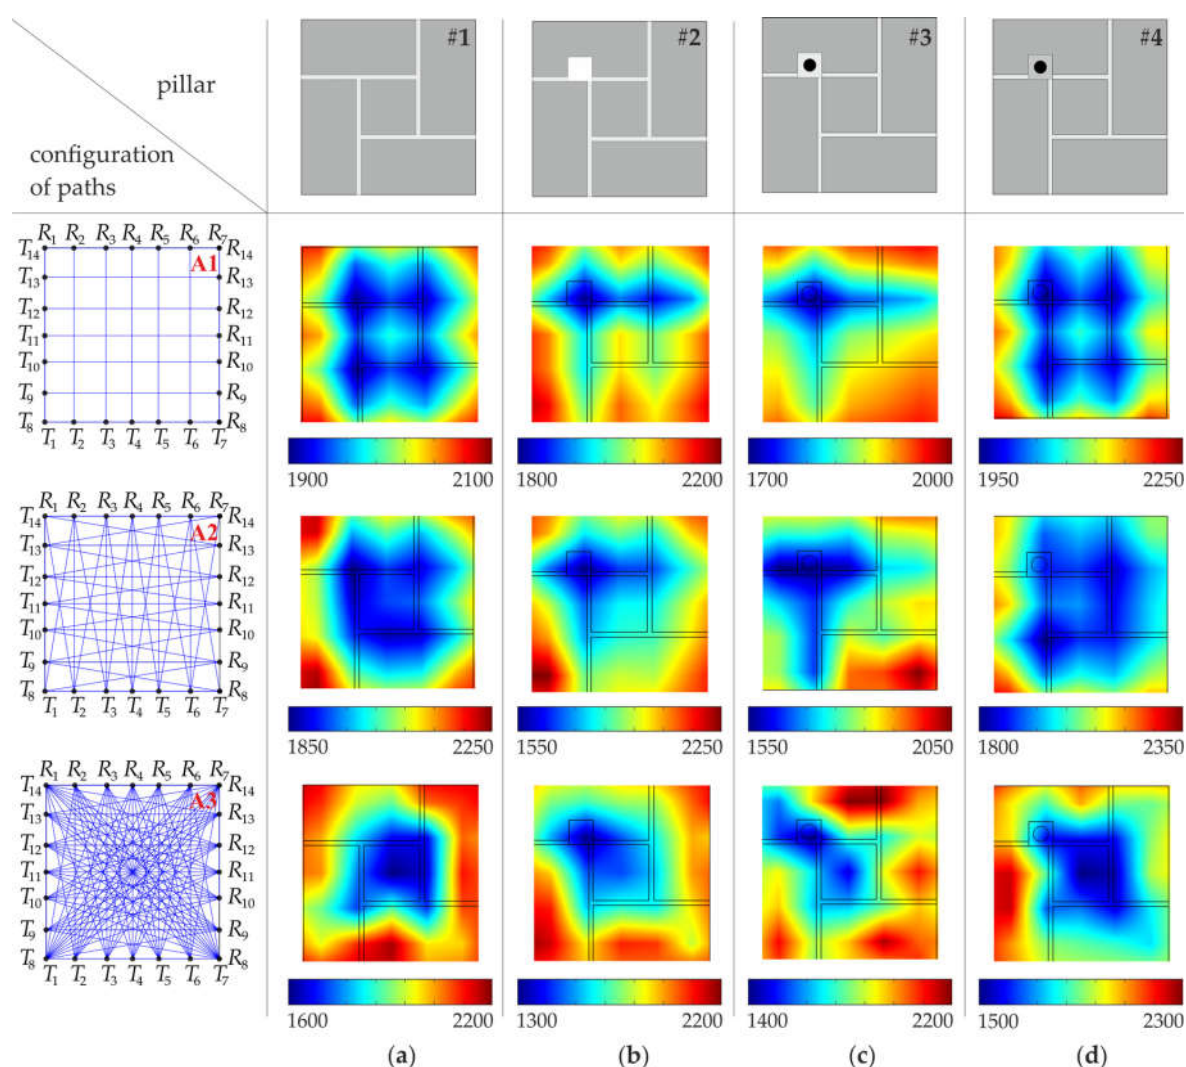 #1 #2 #3 #4
pillar
configuration
of paths
R1 R2 R3 R4 R5 R6 R7
T14 R14
A1
T13 R13
T12 R12
T11 R11
T10 R10
T9 R9
T8 R8
T1 T2 T3 T4 T5 T6 T7
1900 2100 1800 2200 1700 2000 1950 2250
R1 R2 R3 R4 R5 R6 R7
T14 R14
A2
T13 R13
T12 R12
T11 R11
T10 R10
T9 R9
T8 R8
T1 T2 T3 T4 T5 T6 T7
1850 2250 1550 2250 1550 2050 1800 2350
R1 R2 R3 R4 R5 R6 R7
T14 R14
A3
T13 R13
T12 R12
T11 R11
T10 R10
T9 R9
T8 R8
T1 T2 T3 T4 T5 T6 T7
1600 2200 1300 2200 1400 2200 1500 2300
(a) (b) (c) (d)